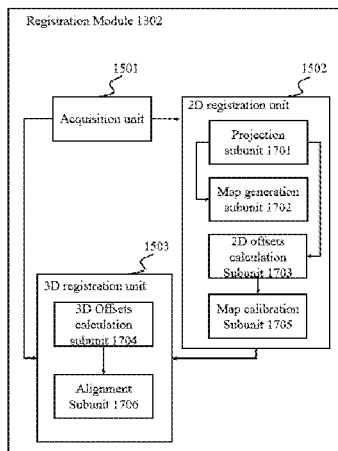 Registration Module 1302
1501
1502
Acquisition unit
2D registration unit
Projection
subunit 1701
Map generation
subunit 1702
1503
2D offsets calculation
Subunit 1703
3D registration unit
3D Offsets
calculation
subunit 1704
Map calibration
Subunit 1705
Alignment
Subunit 1706